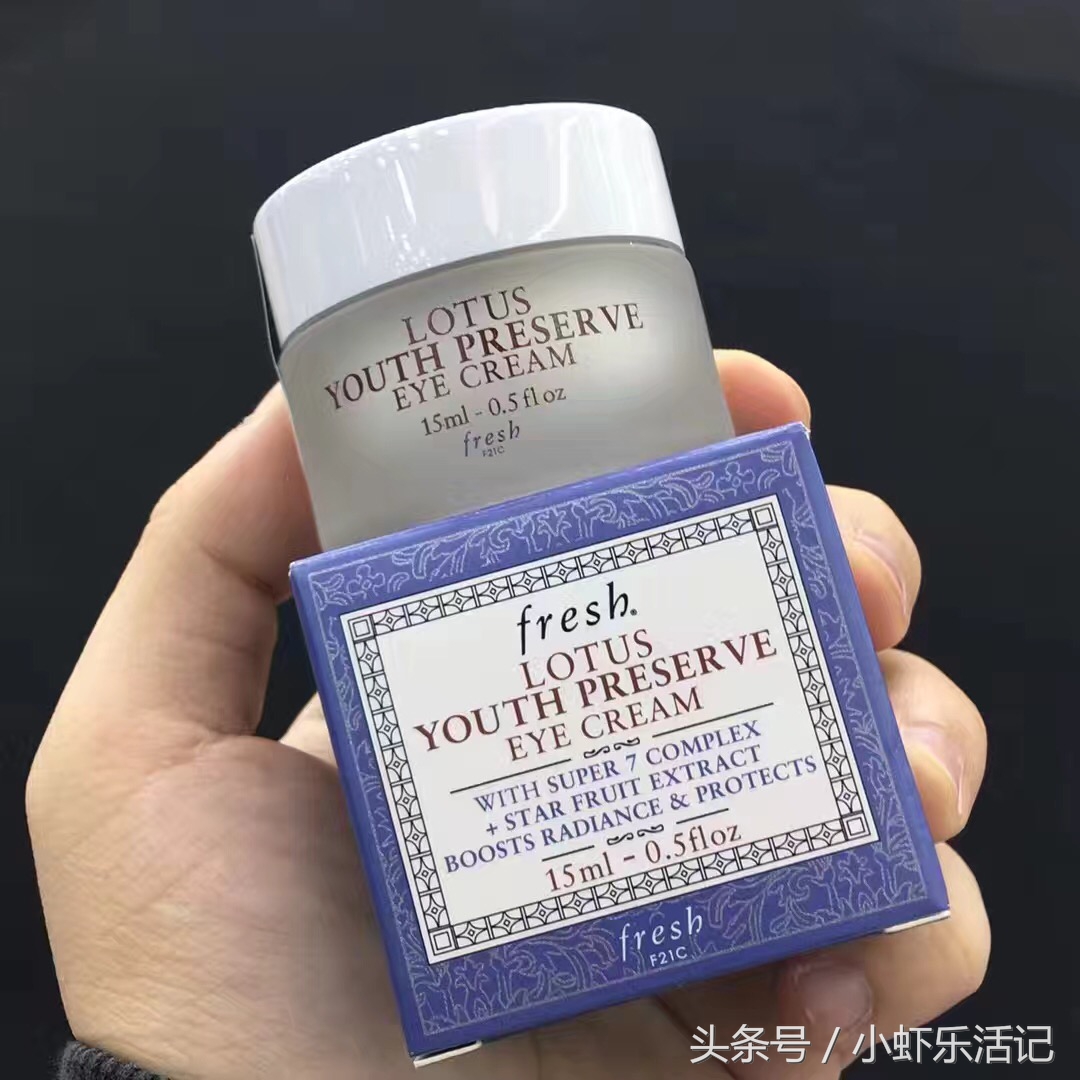 LOTUS
YOUTH PRESERVE
EYE CREAM
15ml - 0.5 fl oz
fresh
F21C
fresh®
LOTUS
YOUTH PRESERVE
EYE CREAM
WITH SUPER 7 COMPLEX
+ STAR FRUIT EXTRACT
BOOSTS RADIANCE & PROTECTS
15ml - 0.5floz
fresh
F21C
头条号 / 小虾乐活记